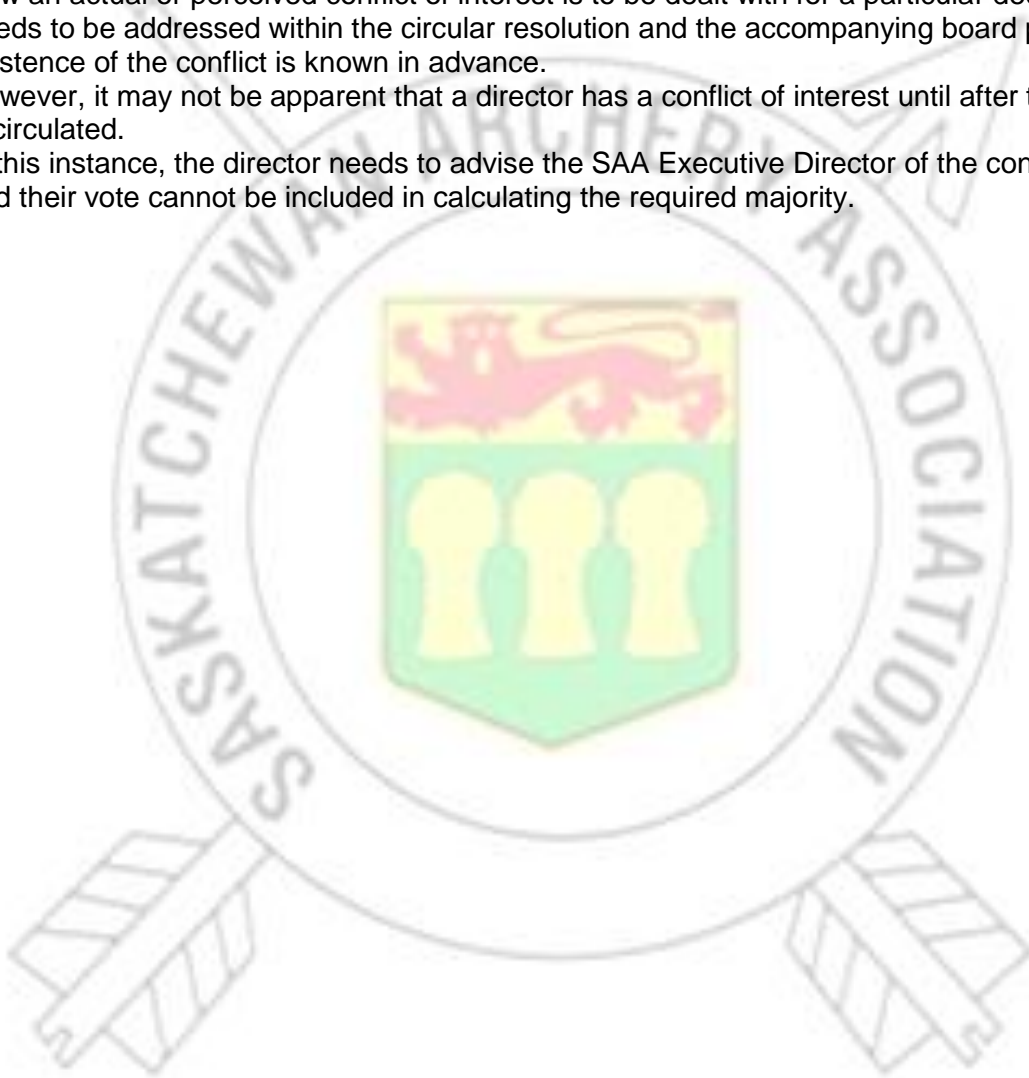 w an actual or perceived conflict of interest is to be dealt with for a particular
eds to be addressed within the circular resolution and the accompanying board
istence of the conflict is known in advance.
wever, it may not be apparent that a director has a conflict of interest until after
circulated.
this instance, the director needs to advise the SAA Executive Director of the
d their vote cannot be included in calculating the required majority.
SASKATCHEWAN ARCHERY ASSOCIATION